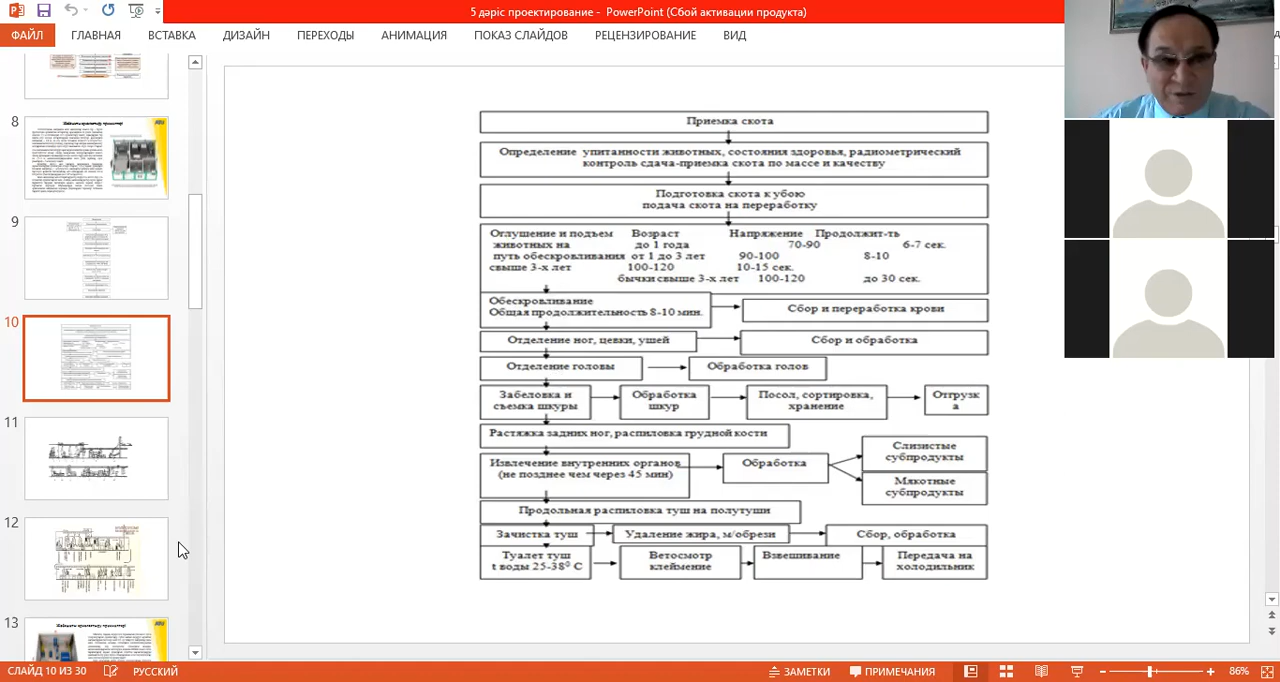 5 дәріс проектирование - PowerPoint (Сбой активации продукта)
ФАЙЛ ГЛАВНАЯ ВСТАВКА ДИЗАЙН ПЕРЕХОДЫ АНИМАЦИЯ ПОКАЗ СЛАЙДОВ РЕЦЕНЗИРОВАНИЕ ВИД
8
9
10
11
12
13
Приемка скота
Определение упитанности животных, состояния здоровья, радиометрический
контроль сдача-приемка скота по массе и качеству
Подготовка скота к убою
подача скота на переработку
Оглушение и подъем Возраст Напряжение Продолжит-ть
животных на до 1 года 70-90 6-7 сек.
путь обескровливания от 1 до 3 лет 90-100 8-10
свыше 3-х лет 100-120 10-15 сек.
бычки свыше 3-х лет 100-120 до 30 сек.
Обескровливание
Общая продолжительность 8-10 мин.
Сбор и переработка крови
Отделение ног, цевки, ушей
Сбор и обработка
Отделение головы
Обработка голов
Забеловка и
съемка шкуры
Обработка
шкур
Посол, сортировка,
хранение
Отгрузк
а
Растяжка задних ног, распиловка грудной кости
Извлечение внутренних органов
(не позднее чем через 45 мин)
Обработка
Слизистые
субпродукты
Мякотные
субпродукты
Продольная распиловка туш на полутуши
Зачистка туш
Удаление жира, м/обрези
Сбор, обработка
Туалет туш
t воды 25-38⁰ С
Ветосмотр
клеймение
Взвешивание
Передача на
холодильник
СЛАЙД 10 ИЗ 30 РУССКИЙ ЗАМЕТКИ ПРИМЕЧАНИЯ 86%